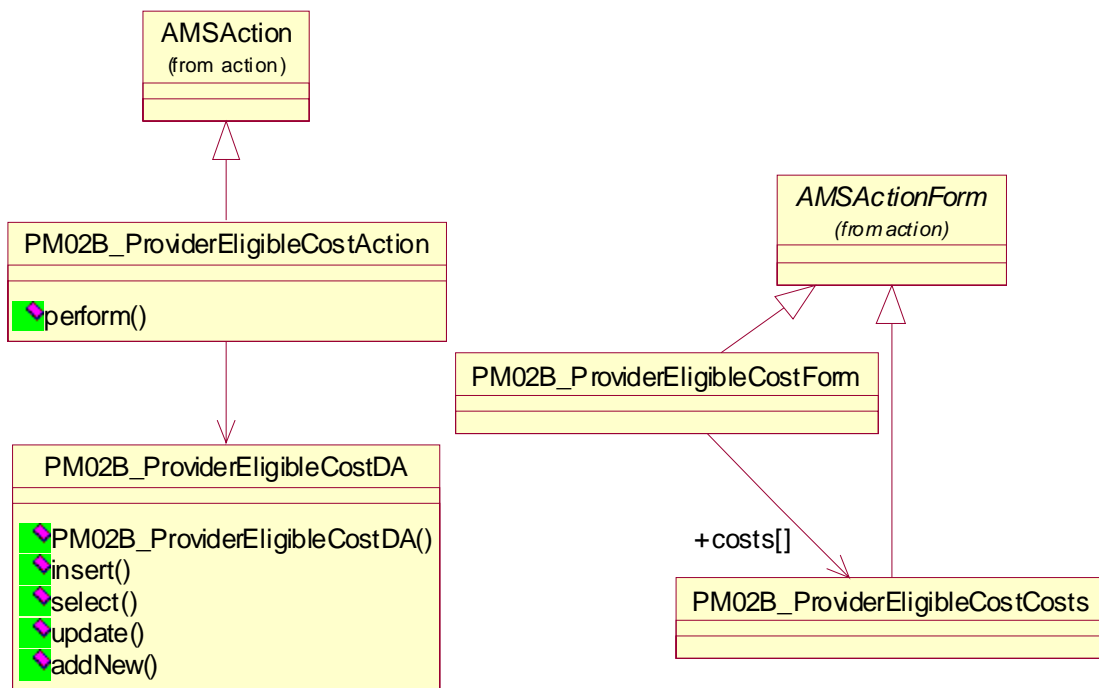 AMSAction
(from action)
PM02B_ProviderEligibleCostAction
perform()
PM02B_ProviderEligibleCostDA
PM02B_ProviderEligibleCostDA()
insert()
select()
update()
addNew()
AMSActionForm
(from action)
PM02B_ProviderEligibleCostForm
+costs[]
PM02B_ProviderEligibleCostCosts